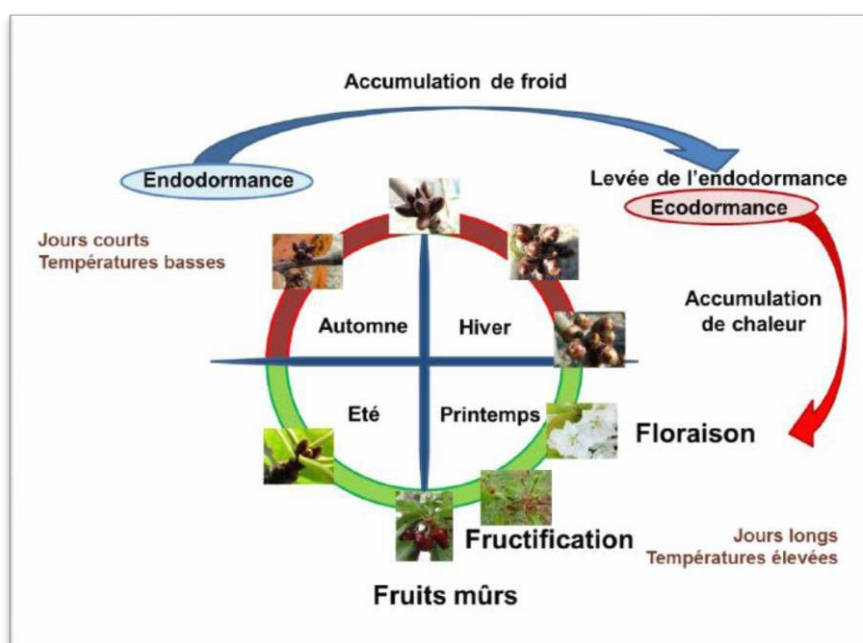 Accumulation de froid
Endodormance
Levée de l'endodormance
Ecodormance
Jours courts
Températures basses
Accumulation
de chaleur
Automne
Hiver
Eté
Printemps
Floraison
Fructification
Jours longs
Températures élevées
Fruits mûrs